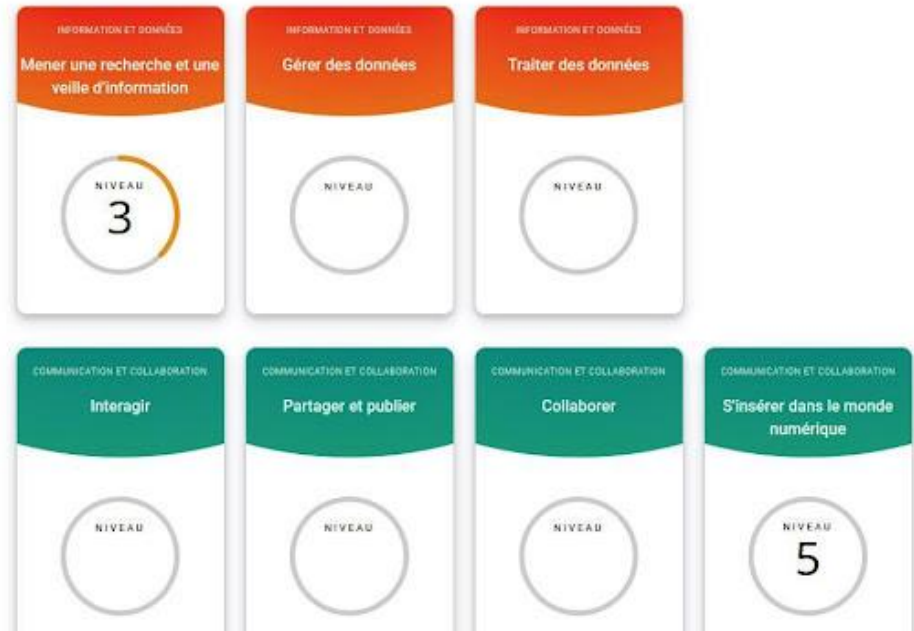 INFORMATION ET DONNÉES
Mener une recherche et une
veille d'information
NIVEAU
3
INFORMATION ET DONNÉES
Gérer des données
NIVEAU
INFORMATION ET DONNÉES
Traiter des données
NIVEAU
COMMUNICATION ET COLLABORATION
Interagir
NIVEAU
COMMUNICATION ET COLLABORATION
Partager et publier
NIVEAU
COMMUNICATION ET COLLABORATION
Collaborer
NIVEAU
COMMUNICATION ET COLLABORATION
S'insérer dans le monde
numérique
NIVEAU
5